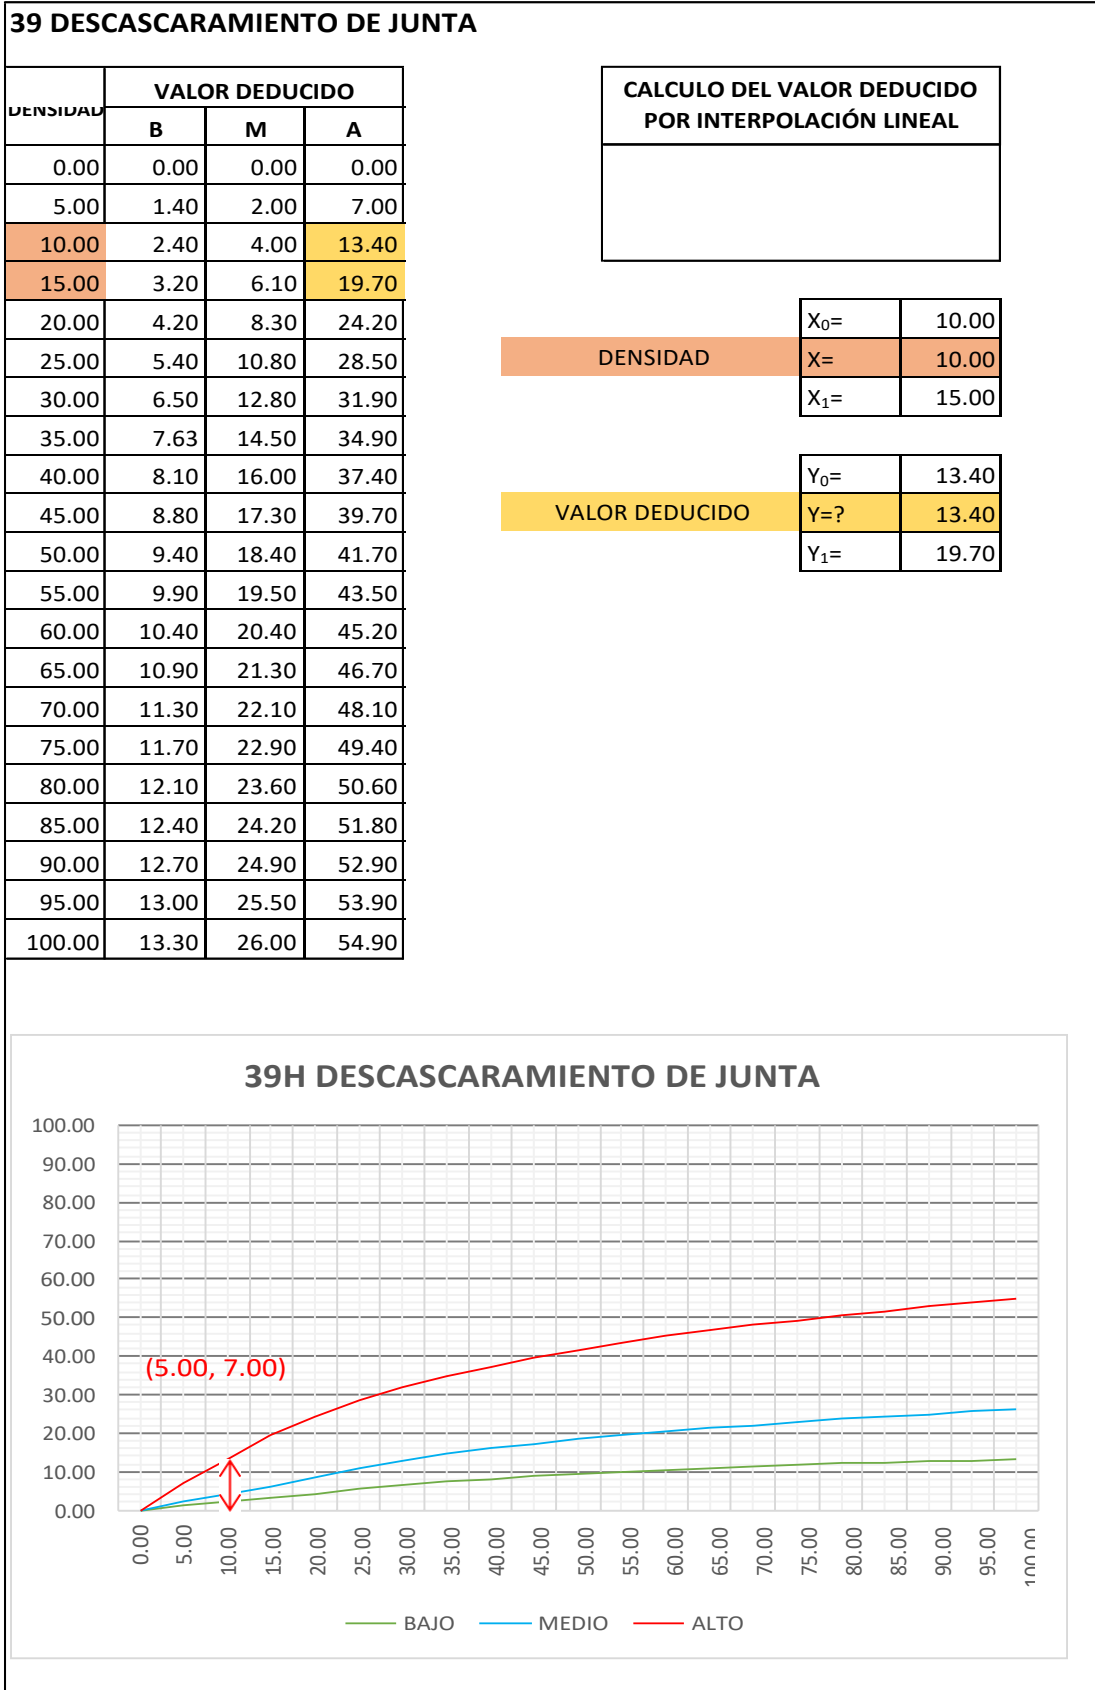 39 DESCASCARAMIENTO DE JUNTA
DENSIDAD VALOR DEDUCIDO
B M A
0.00 0.00 0.00 0.00
5.00 1.40 2.00 7.00
10.00 2.40 4.00 13.40
15.00 3.20 6.10 19.70
20.00 4.20 8.30 24.20
25.00 5.40 10.80 28.50
30.00 6.50 12.80 31.90
35.00 7.63 14.50 34.90
40.00 8.10 16.00 37.40
45.00 8.80 17.30 39.70
50.00 9.40 18.40 41.70
55.00 9.90 19.50 43.50
60.00 10.40 20.40 45.20
65.00 10.90 21.30 46.70
70.00 11.30 22.10 48.10
75.00 11.70 22.90 49.40
80.00 12.10 23.60 50.60
85.00 12.40 24.20 51.80
90.00 12.70 24.90 52.90
95.00 13.00 25.50 53.90
100.00 13.30 26.00 54.90
CALCULO DEL VALOR DEDUCIDO
POR INTERPOLACIÓN LINEAL
X₀= 10.00
DENSIDAD X= 10.00
X₁= 15.00
Y₀= 13.40
VALOR DEDUCIDO Y=? 13.40
Y₁= 19.70
39H DESCASCARAMIENTO DE JUNTA
100.00
90.00
80.00
70.00
60.00
50.00
40.00
30.00
20.00
10.00
0.00
(5.00, 7.00)
0.00 5.00 10.00 15.00 20.00 25.00 30.00 35.00 40.00 45.00 50.00 55.00 60.00 65.00 70.00 75.00 80.00 85.00 90.00 95.00 100.00
BAJO MEDIO ALTO